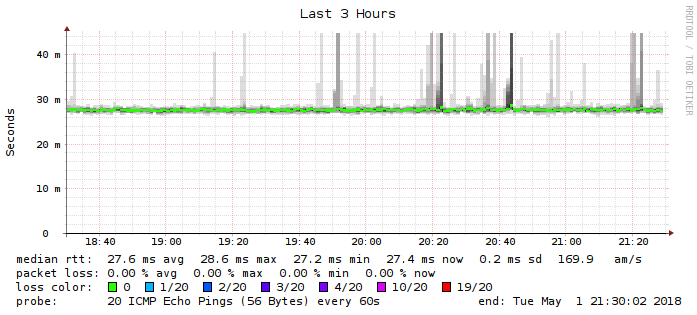 Last 3 Hours
RRDTOOL / TOBI OETIKER
Seconds
40 m
30 m
20 m
10 m
0
18:40 19:00 19:20 19:40 20:00 20:20 20:40 21:00 21:20
median rtt: 27.6 ms avg 28.6 ms max 27.2 ms min 27.4 ms now 0.2 ms sd 169.9 am/s
packet loss: 0.00 % avg 0.00 % max 0.00 % min 0.00 % now
loss color: 0 1/20 2/20 3/20 4/20 10/20 19/20
probe: 20 ICMP Echo Pings (56 Bytes) every 60s end: Tue May 1 21:30:02 2018